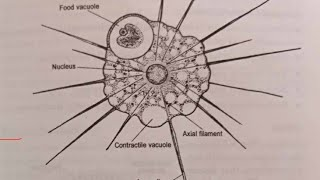 Food vacuole
Nucleus
Axial filament
Contractile vacuole